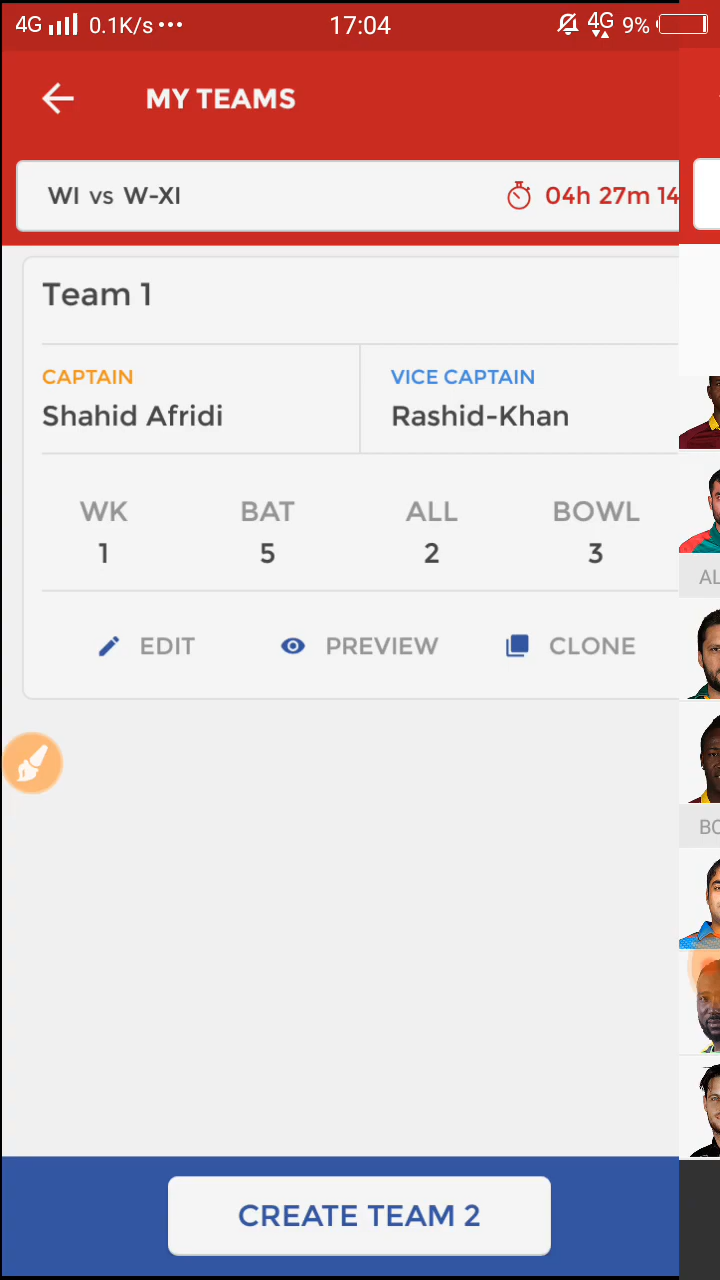 4G 0.1K/s ••• 17:04 4G 9%
MY TEAMS
WI vs W-XI 04h 27m 14
Team 1
CAPTAIN VICE CAPTAIN
Shahid Afridi Rashid-Khan
WK BAT ALL BOWL
1 5 2 3
AL
EDIT PREVIEW CLONE
BO
CREATE TEAM 2